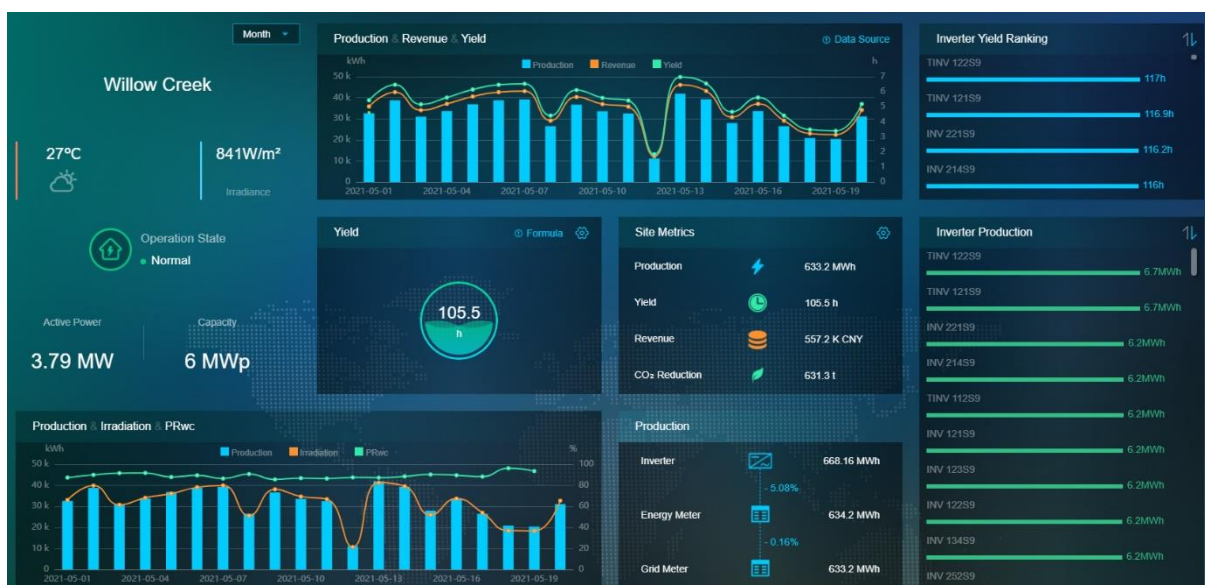 Month
Willow Creek
27°C
841W/m²
Irradiance
Operation State
Normal
Active Power
Capacity
3.79 MW
6 MWp
Production & Revenue & Yield
Data Source
kWh
h
Production Revenue Yield
50 k
40 k
30 k
20 k
10 k
0
7
6
5
4
3
2
1
0
2021-05-01 2021-05-04 2021-05-07 2021-05-10 2021-05-13 2021-05-16 2021-05-19
Inverter Yield Ranking
TINV 122S9
117h
TINV 121S9
116.9h
INV 221S9
116.2h
INV 214S9
116h
Yield
Formula
105.5
h
Site Metrics
Production 633.2 MWh
Yield 105.5 h
Revenue 557.2 K CNY
CO₂ Reduction 631.3 t
Inverter Production
TINV 122S9
6.7MWh
TINV 121S9
6.7MWh
INV 221S9
6.2MWh
INV 214S9
6.2MWh
TINV 112S9
6.2MWh
INV 121S9
6.2MWh
INV 123S9
6.2MWh
INV 122S9
6.2MWh
INV 134S9
6.2MWh
INV 252S9
Production & Irradiation & PRwc
kWh
%
Production Irradiation PRwc
50 k
40 k
30 k
20 k
10 k
0
100
80
60
40
20
0
2021-05-01 2021-05-04 2021-05-07 2021-05-10 2021-05-13 2021-05-16 2021-05-19
Production
Inverter 668.16 MWh
- 5.08%
Energy Meter 634.2 MWh
- 0.16%
Grid Meter 633.2 MWh